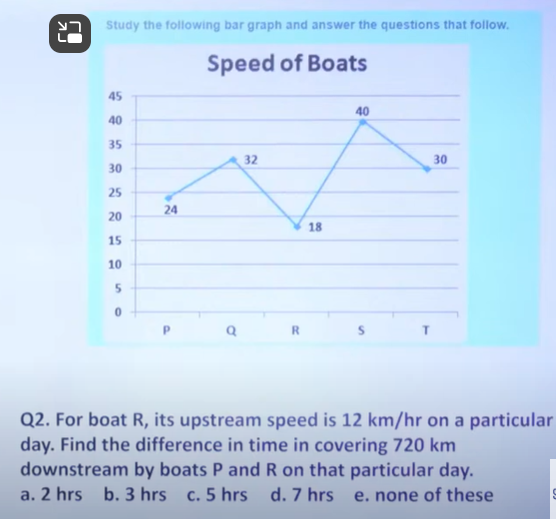 Study the following bar graph and answer the questions that follow.
Speed of Boats
45
40
35
30
25
20
15
10
5
0
24
32
18
40
30
P Q R S T
Q2. For boat R, its upstream speed is 12 km/hr on a particular
day. Find the difference in time in covering 720 km
downstream by boats P and R on that particular day.
a. 2 hrs b. 3 hrs c. 5 hrs d. 7 hrs e. none of these